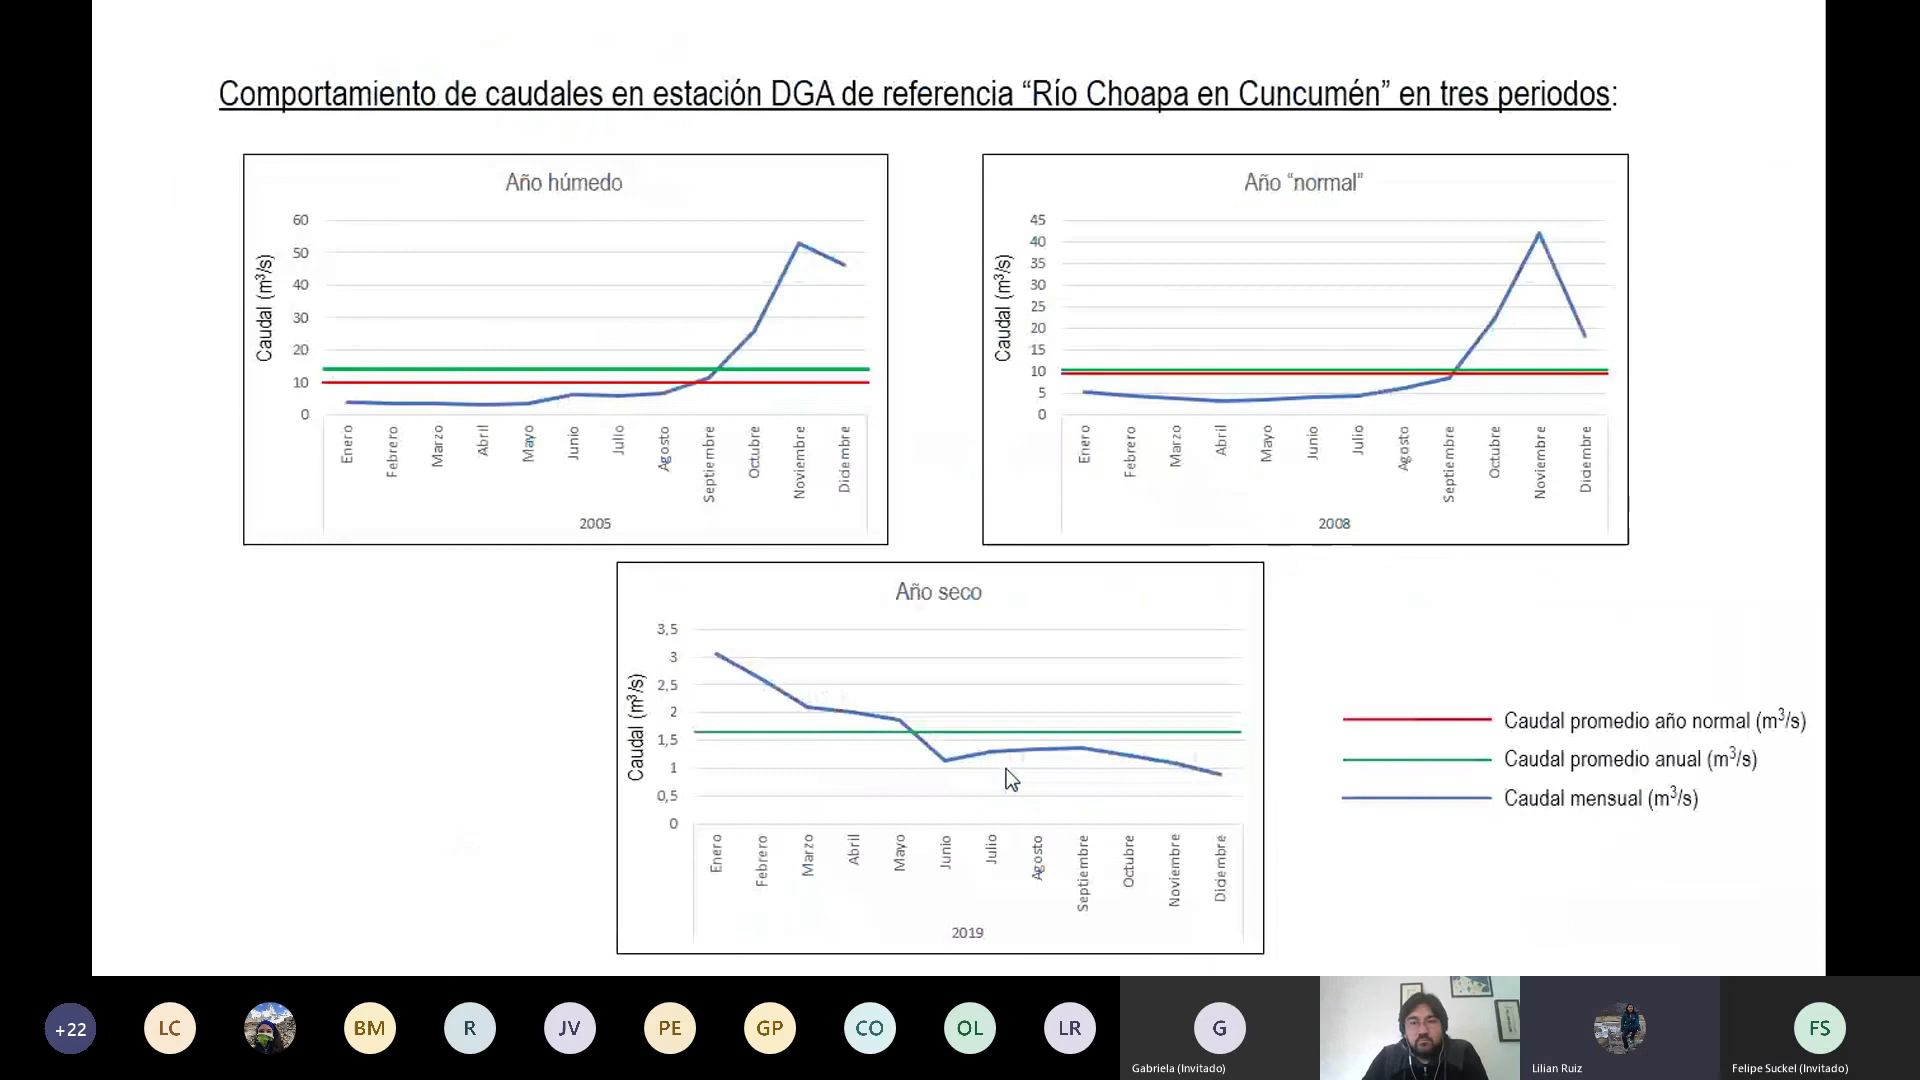 Comportamiento de caudales en estación DGA de referencia “Río Choapa en Cuncumén” en tres periodos:
Año húmedo
Caudal (m³/s)
60
50
40
30
20
10
0
Enero
Febrero
Marzo
Abril
Mayo
Junio
Julio
Agosto
Septiembre
Octubre
Noviembre
Diciembre
2005
Año “normal”
Caudal (m³/s)
45
40
35
30
25
20
15
10
5
0
Enero
Febrero
Marzo
Abril
Mayo
Junio
Julio
Agosto
Septiembre
Octubre
Noviembre
Diciembre
2008
Año seco
Caudal (m³/s)
3,5
3
2,5
2
1,5
1
0,5
0
Enero
Febrero
Marzo
Abril
Mayo
Junio
Julio
Agosto
Septiembre
Octubre
Noviembre
Diciembre
2019
Caudal promedio año normal (m³/s)
Caudal promedio anual (m³/s)
Caudal mensual (m³/s)
+22
LC
BM
R
JV
PE
GP
CO
OL
LR
G
Gabriela (Invitado)
Lilian Ruiz
FS
Felipe Suckel (Invitado)